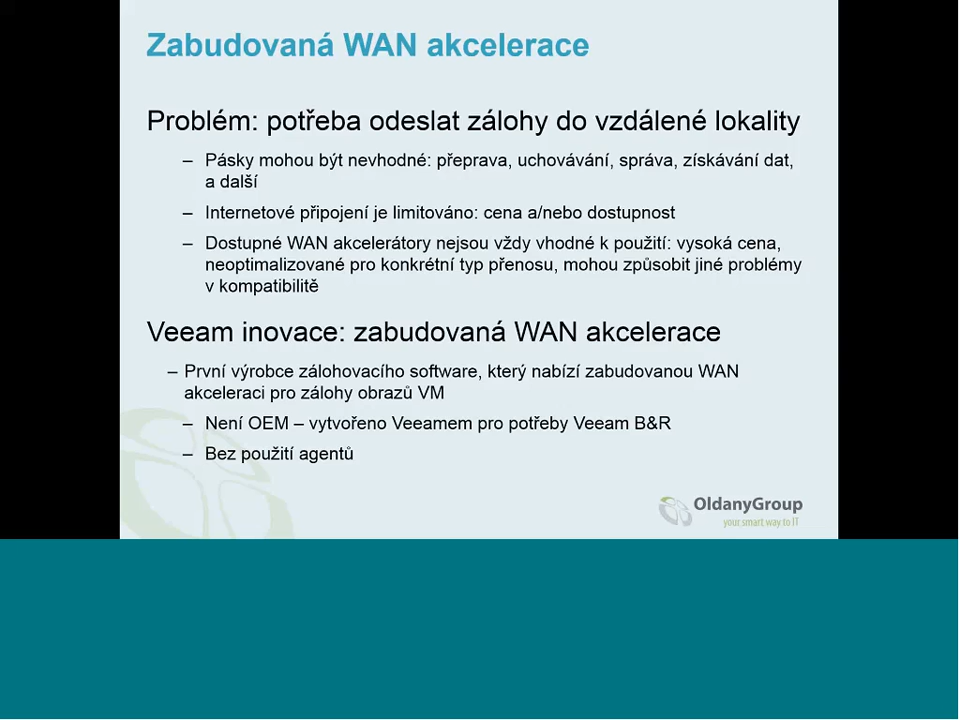 Zabudovaná WAN akcelerace
Problém: potřeba odeslat zálohy do vzdálené lokality
– Pásky mohou být nevhodné: přeprava, uchovávání, správa, získávání dat,
a další
– Internetové připojení je limitováno: cena a/nebo dostupnost
– Dostupné WAN akcelerátory nejsou vždy vhodné k použití: vysoká cena,
neoptimalizované pro konkrétní typ přenosu, mohou způsobit jiné problémy
v kompatibilitě
Veeam inovace: zabudovaná WAN akcelerace
– První výrobce zálohovacího software, který nabízí zabudovanou WAN
akceleraci pro zálohy obrazů VM
– Není OEM – vytvořeno Veeamem pro potřeby Veeam B&R
– Bez použití agentů
OldanyGroup
your smart way to IT